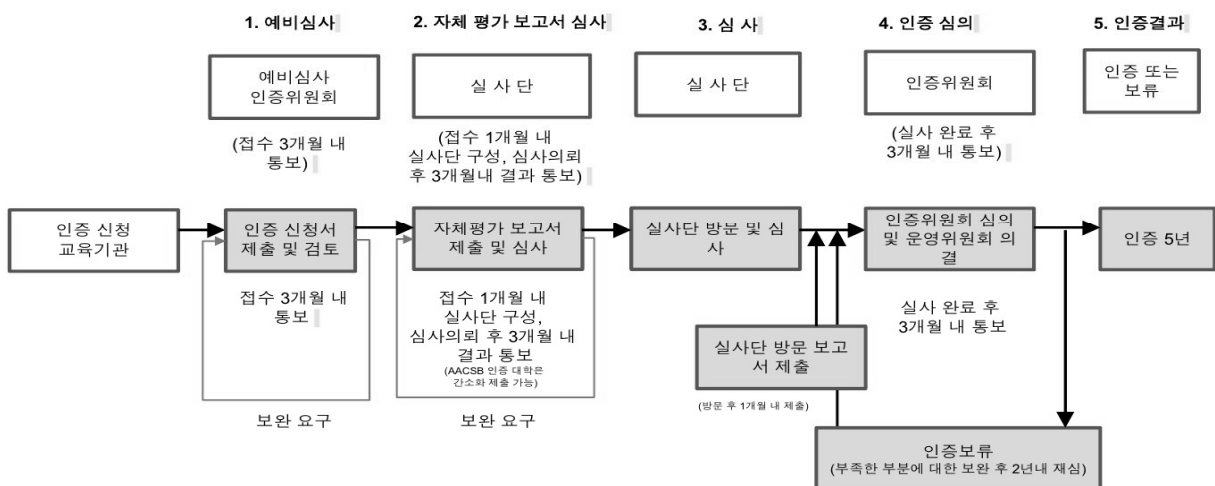 1. 예비심사
2. 자체 평가 보고서 심사
3. 심 사
4. 인증 심의
5. 인증결과
예비심사
인증위원회
실 사 단
실 사 단
인증위원회
인증 또는
보류
(접수 3개월 내
통보)
(접수 1개월 내
실사단 구성, 심사의뢰
후 3개월내 결과 통보)
(실사 완료 후
3개월 내 통보)
인증 신청
교육기관
인증 신청서
제출 및 검토
자체평가 보고서
제출 및 심사
실사단 방문 및 심
사
인증위원회 심의
및 운영위원회 의
결
인증 5년
접수 3개월 내
통보
접수 1개월 내
실사단 구성,
심사의뢰 후 3개월 내
결과 통보
(AACSB 인증 대학은
간소화 제출 가능)
실사 완료 후
3개월 내 통보
실사단 방문 보고
서 제출
(방문 후 1개월 내 제출)
보완 요구
보완 요구
인증보류
(부족한 부분에 대한 보완 후 2년내 재심)